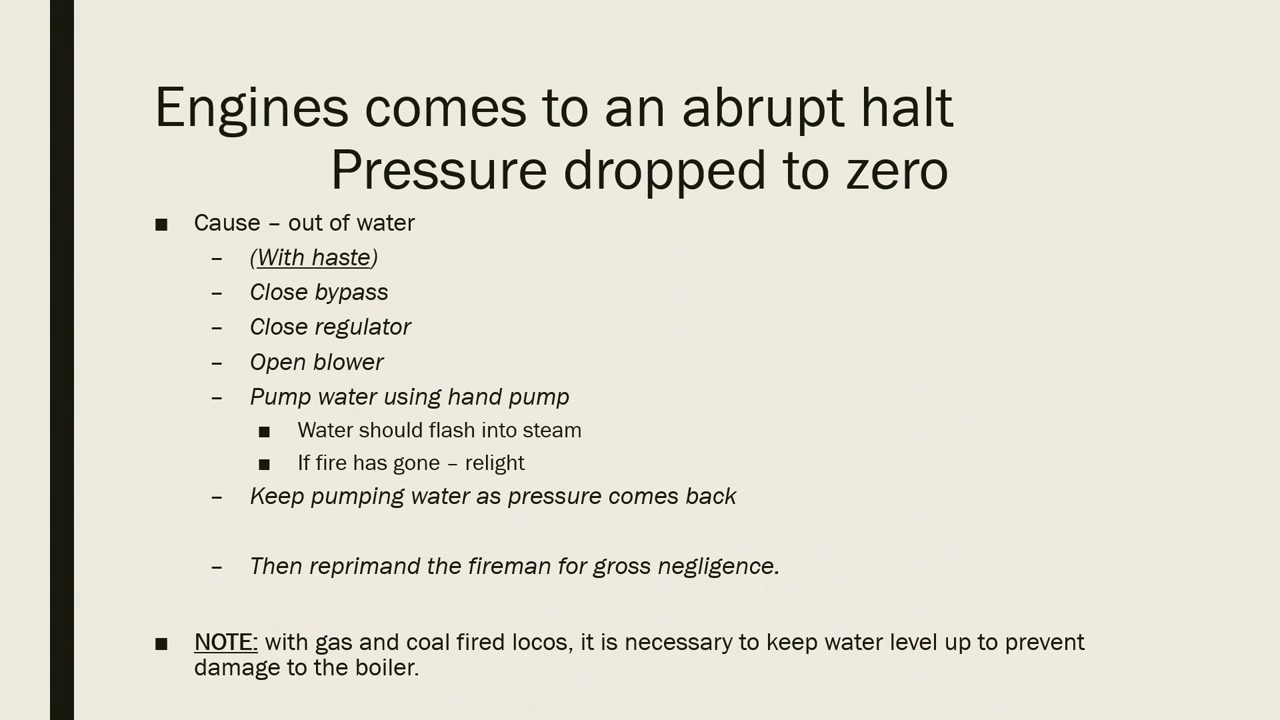 Engines comes to an abrupt halt
Pressure dropped to zero
■ Cause – out of water
– (With haste)
– Close bypass
– Close regulator
– Open blower
– Pump water using hand pump
■ Water should flash into steam
■ If fire has gone – relight
– Keep pumping water as pressure comes back
– Then reprimand the fireman for gross negligence.
■ NOTE: with gas and coal fired locos, it is necessary to keep water level up to prevent
damage to the boiler.